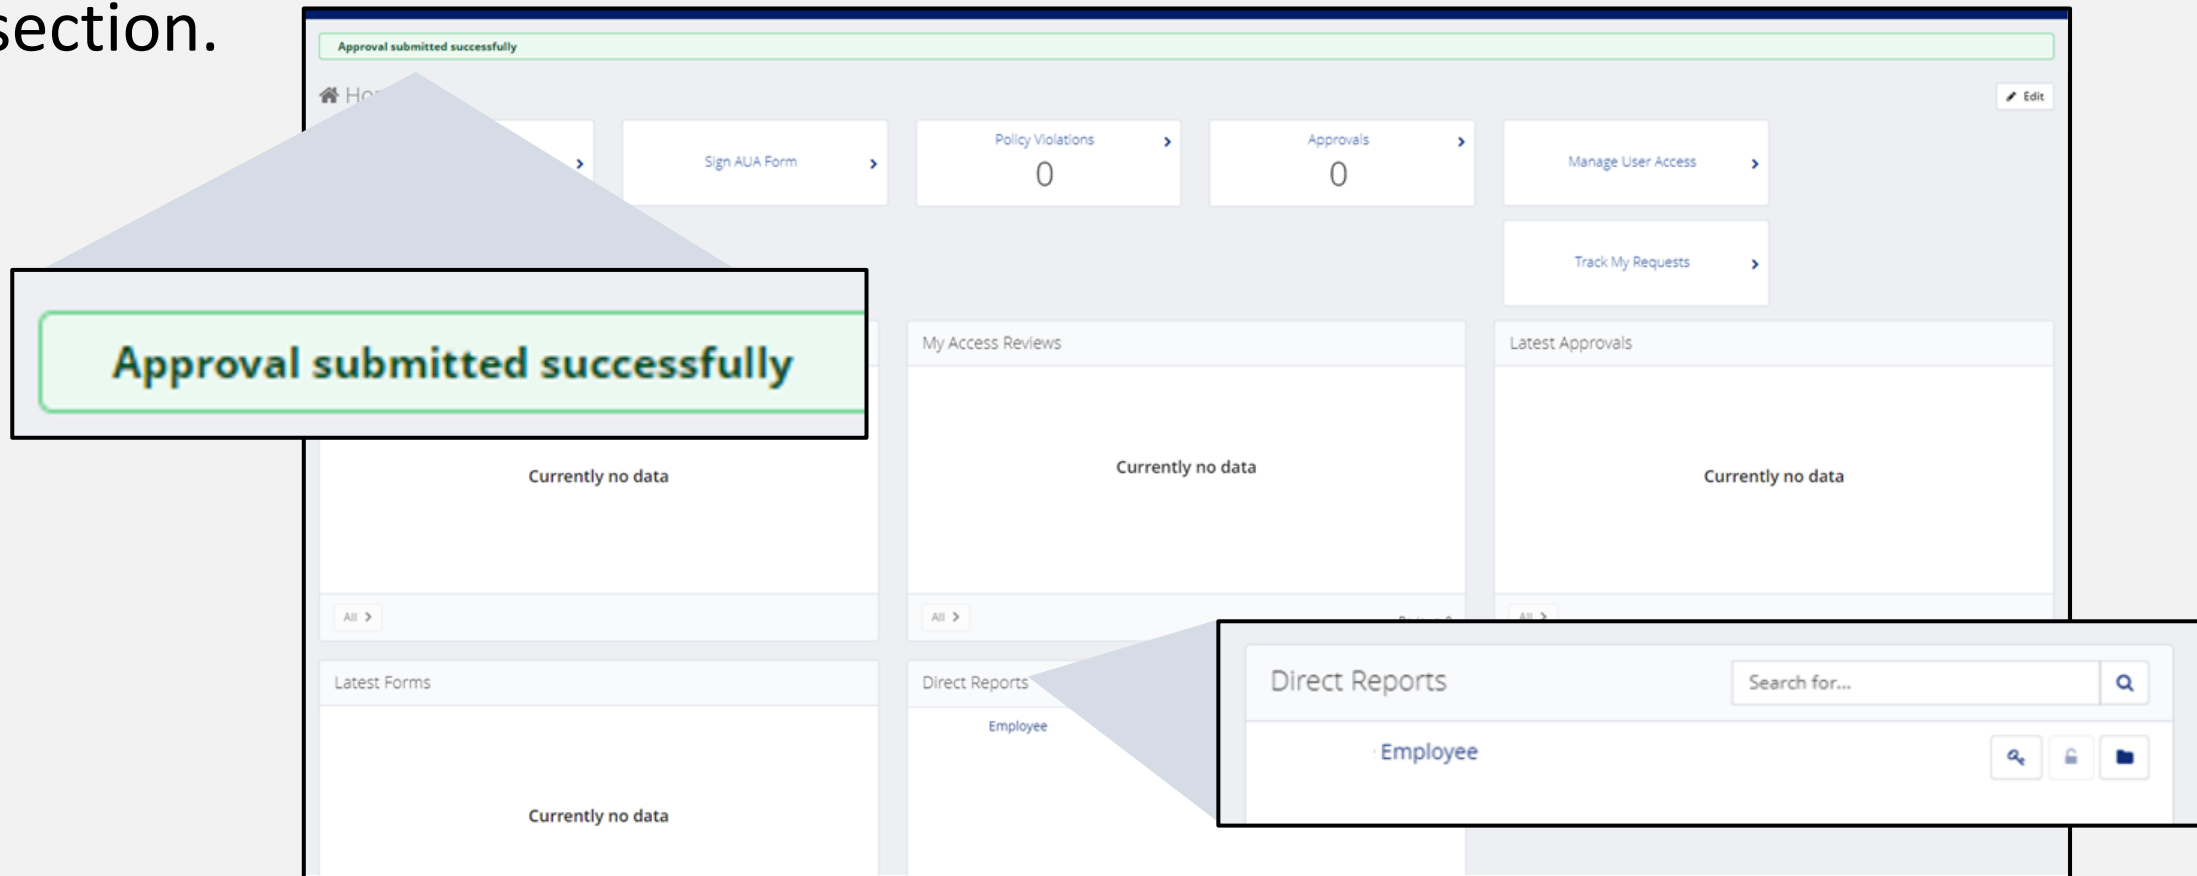 section.
Approval submitted successfully
Edit
Sign AUA Form
Policy Violations
0
Approvals
0
Manage User Access
Track My Requests
Approval submitted successfully
My Access Reviews
Latest Approvals
Currently no data
Currently no data
Currently no data
All
All
All
Latest Forms
Direct Reports
Employee
Currently no data
Direct Reports
Search for...
Employee